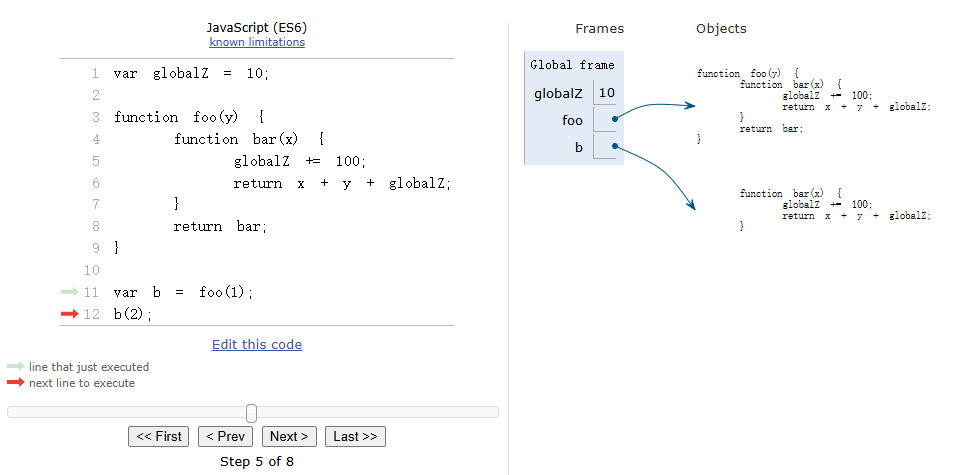 JavaScript (ES6)
known limitations
1 var globalZ = 10;
2
3 function foo(y) {
4 function bar(x) {
5 globalZ += 100;
6 return x + y + globalZ;
7 }
8 return bar;
9 }
10
11 var b = foo(1);
12 b(2);
Edit this code
line that just executed
next line to execute
<< First < Prev Next > Last >>
Step 5 of 8
Frames Objects
Global frame
globalZ 10
foo
b
function foo(y) {
function bar(x) {
globalZ += 100;
return x + y + globalZ;
}
return bar;
}
function bar(x) {
globalZ += 100;
return x + y + globalZ;
}